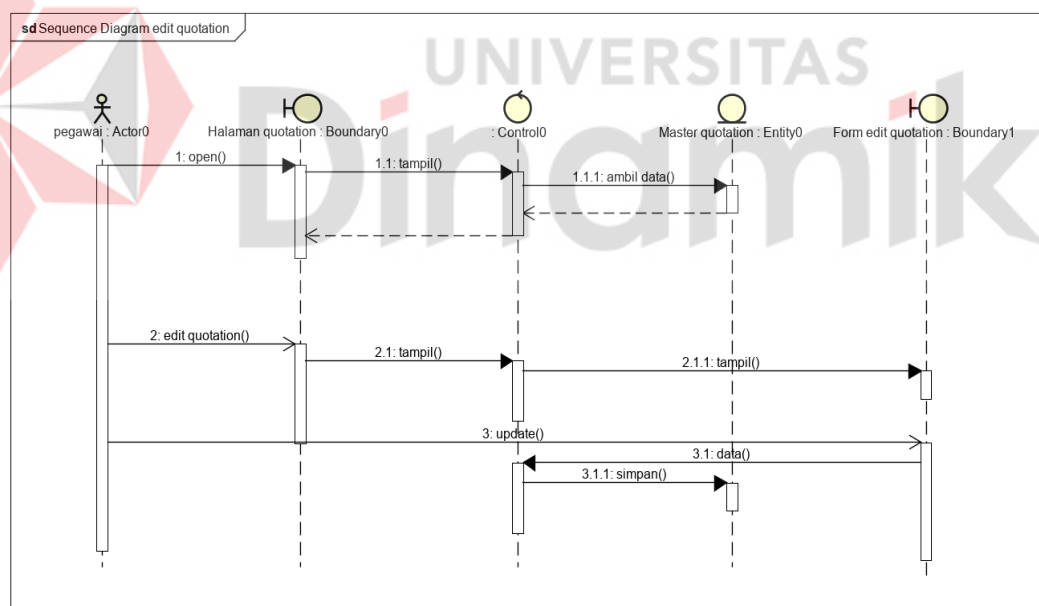 sd Sequence Diagram edit quotation
UNIVERSITAS
Dinamika
pegawai : Actor0
Halaman quotation : Boundary0
: Control0
Master quotation : Entity0
Form edit quotation : Boundary1
1: open()
1.1: tampil()
1.1.1: ambil data()
2: edit quotation()
2.1: tampil()
2.1.1: tampil()
3: update()
3.1: data()
3.1.1: simpan()